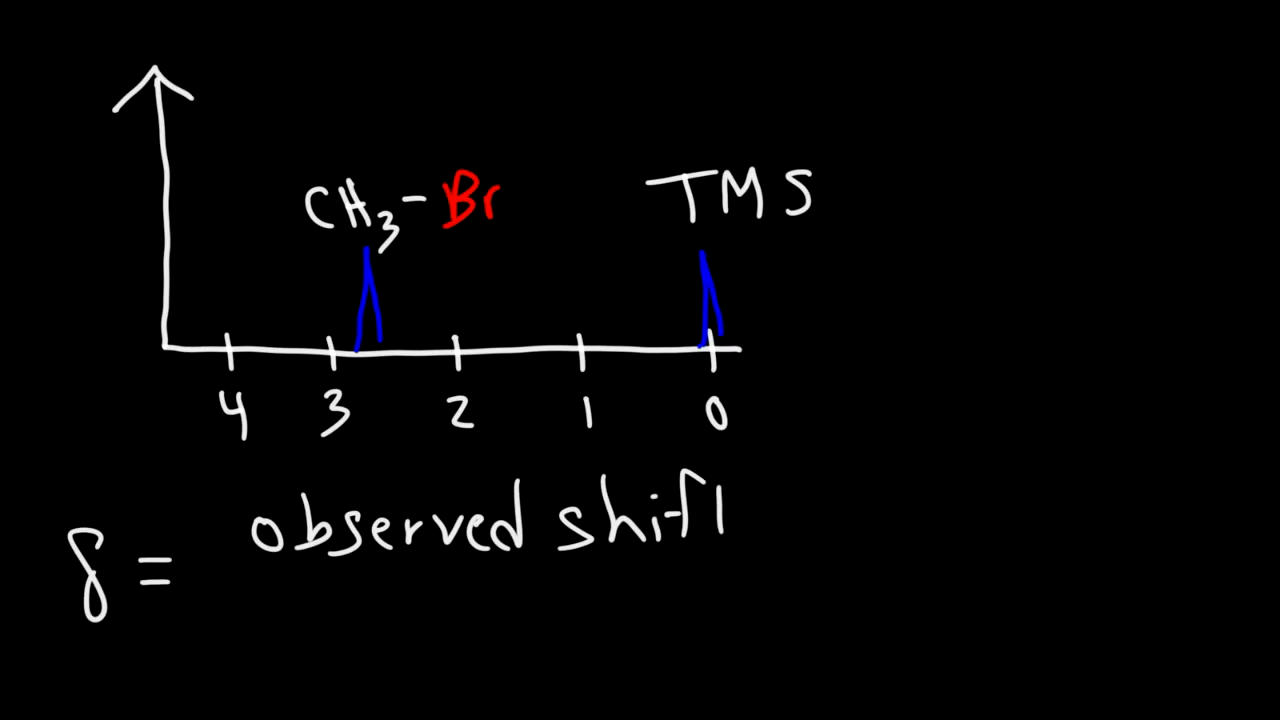 CH₃-Br TMS
4 3 2 1 0
δ = observed shift